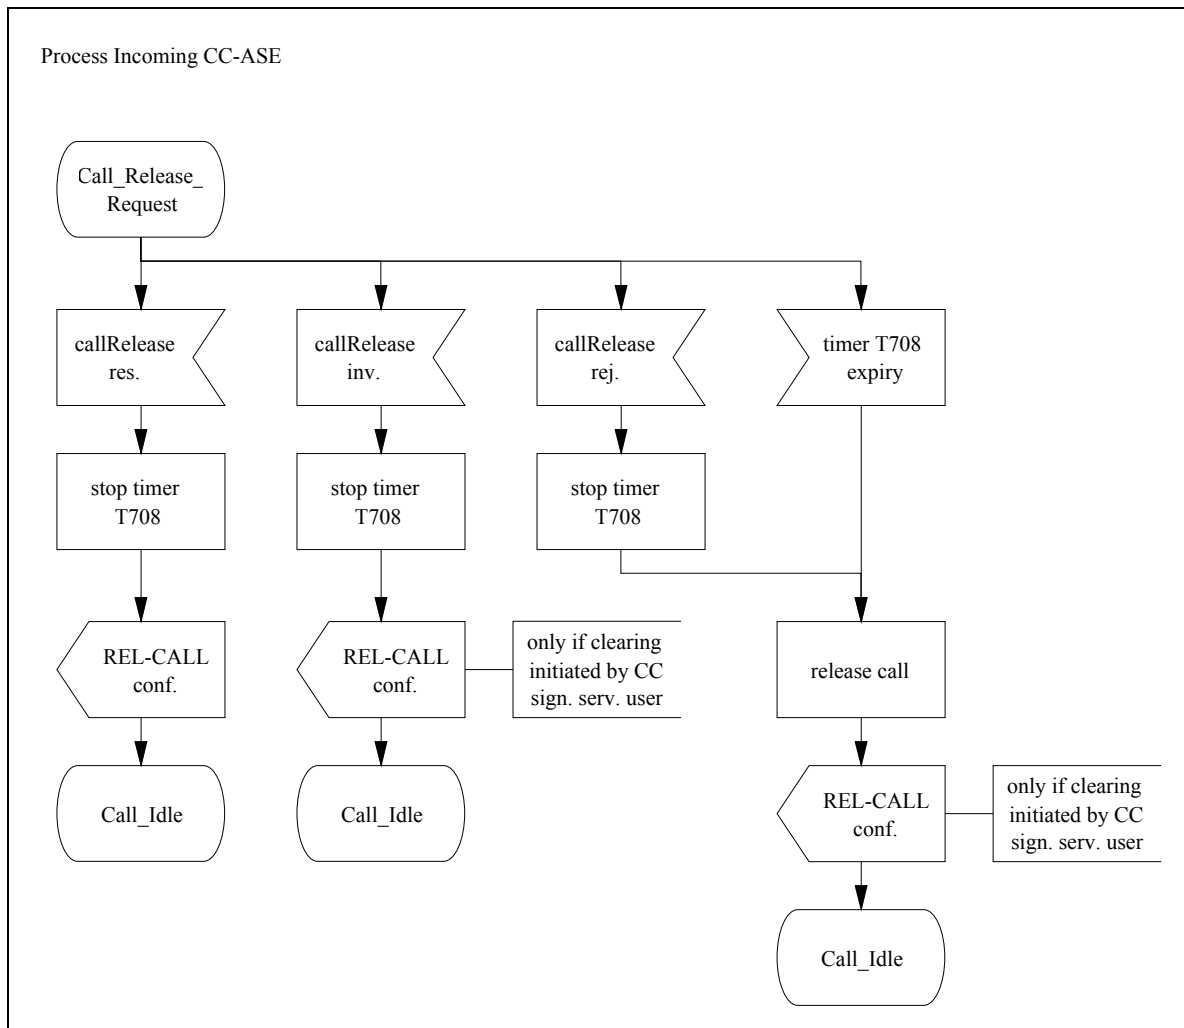 Process Incoming CC-ASE
Call_Release_
Request
callRelease
res.
callRelease
inv.
callRelease
rej.
timer T708
expiry
stop timer
T708
stop timer
T708
stop timer
T708
REL-CALL
conf.
REL-CALL
conf.
only if clearing
initiated by CC
sign. serv. user
release call
Call_Idle
Call_Idle
REL-CALL
conf.
only if clearing
initiated by CC
sign. serv. user
Call_Idle